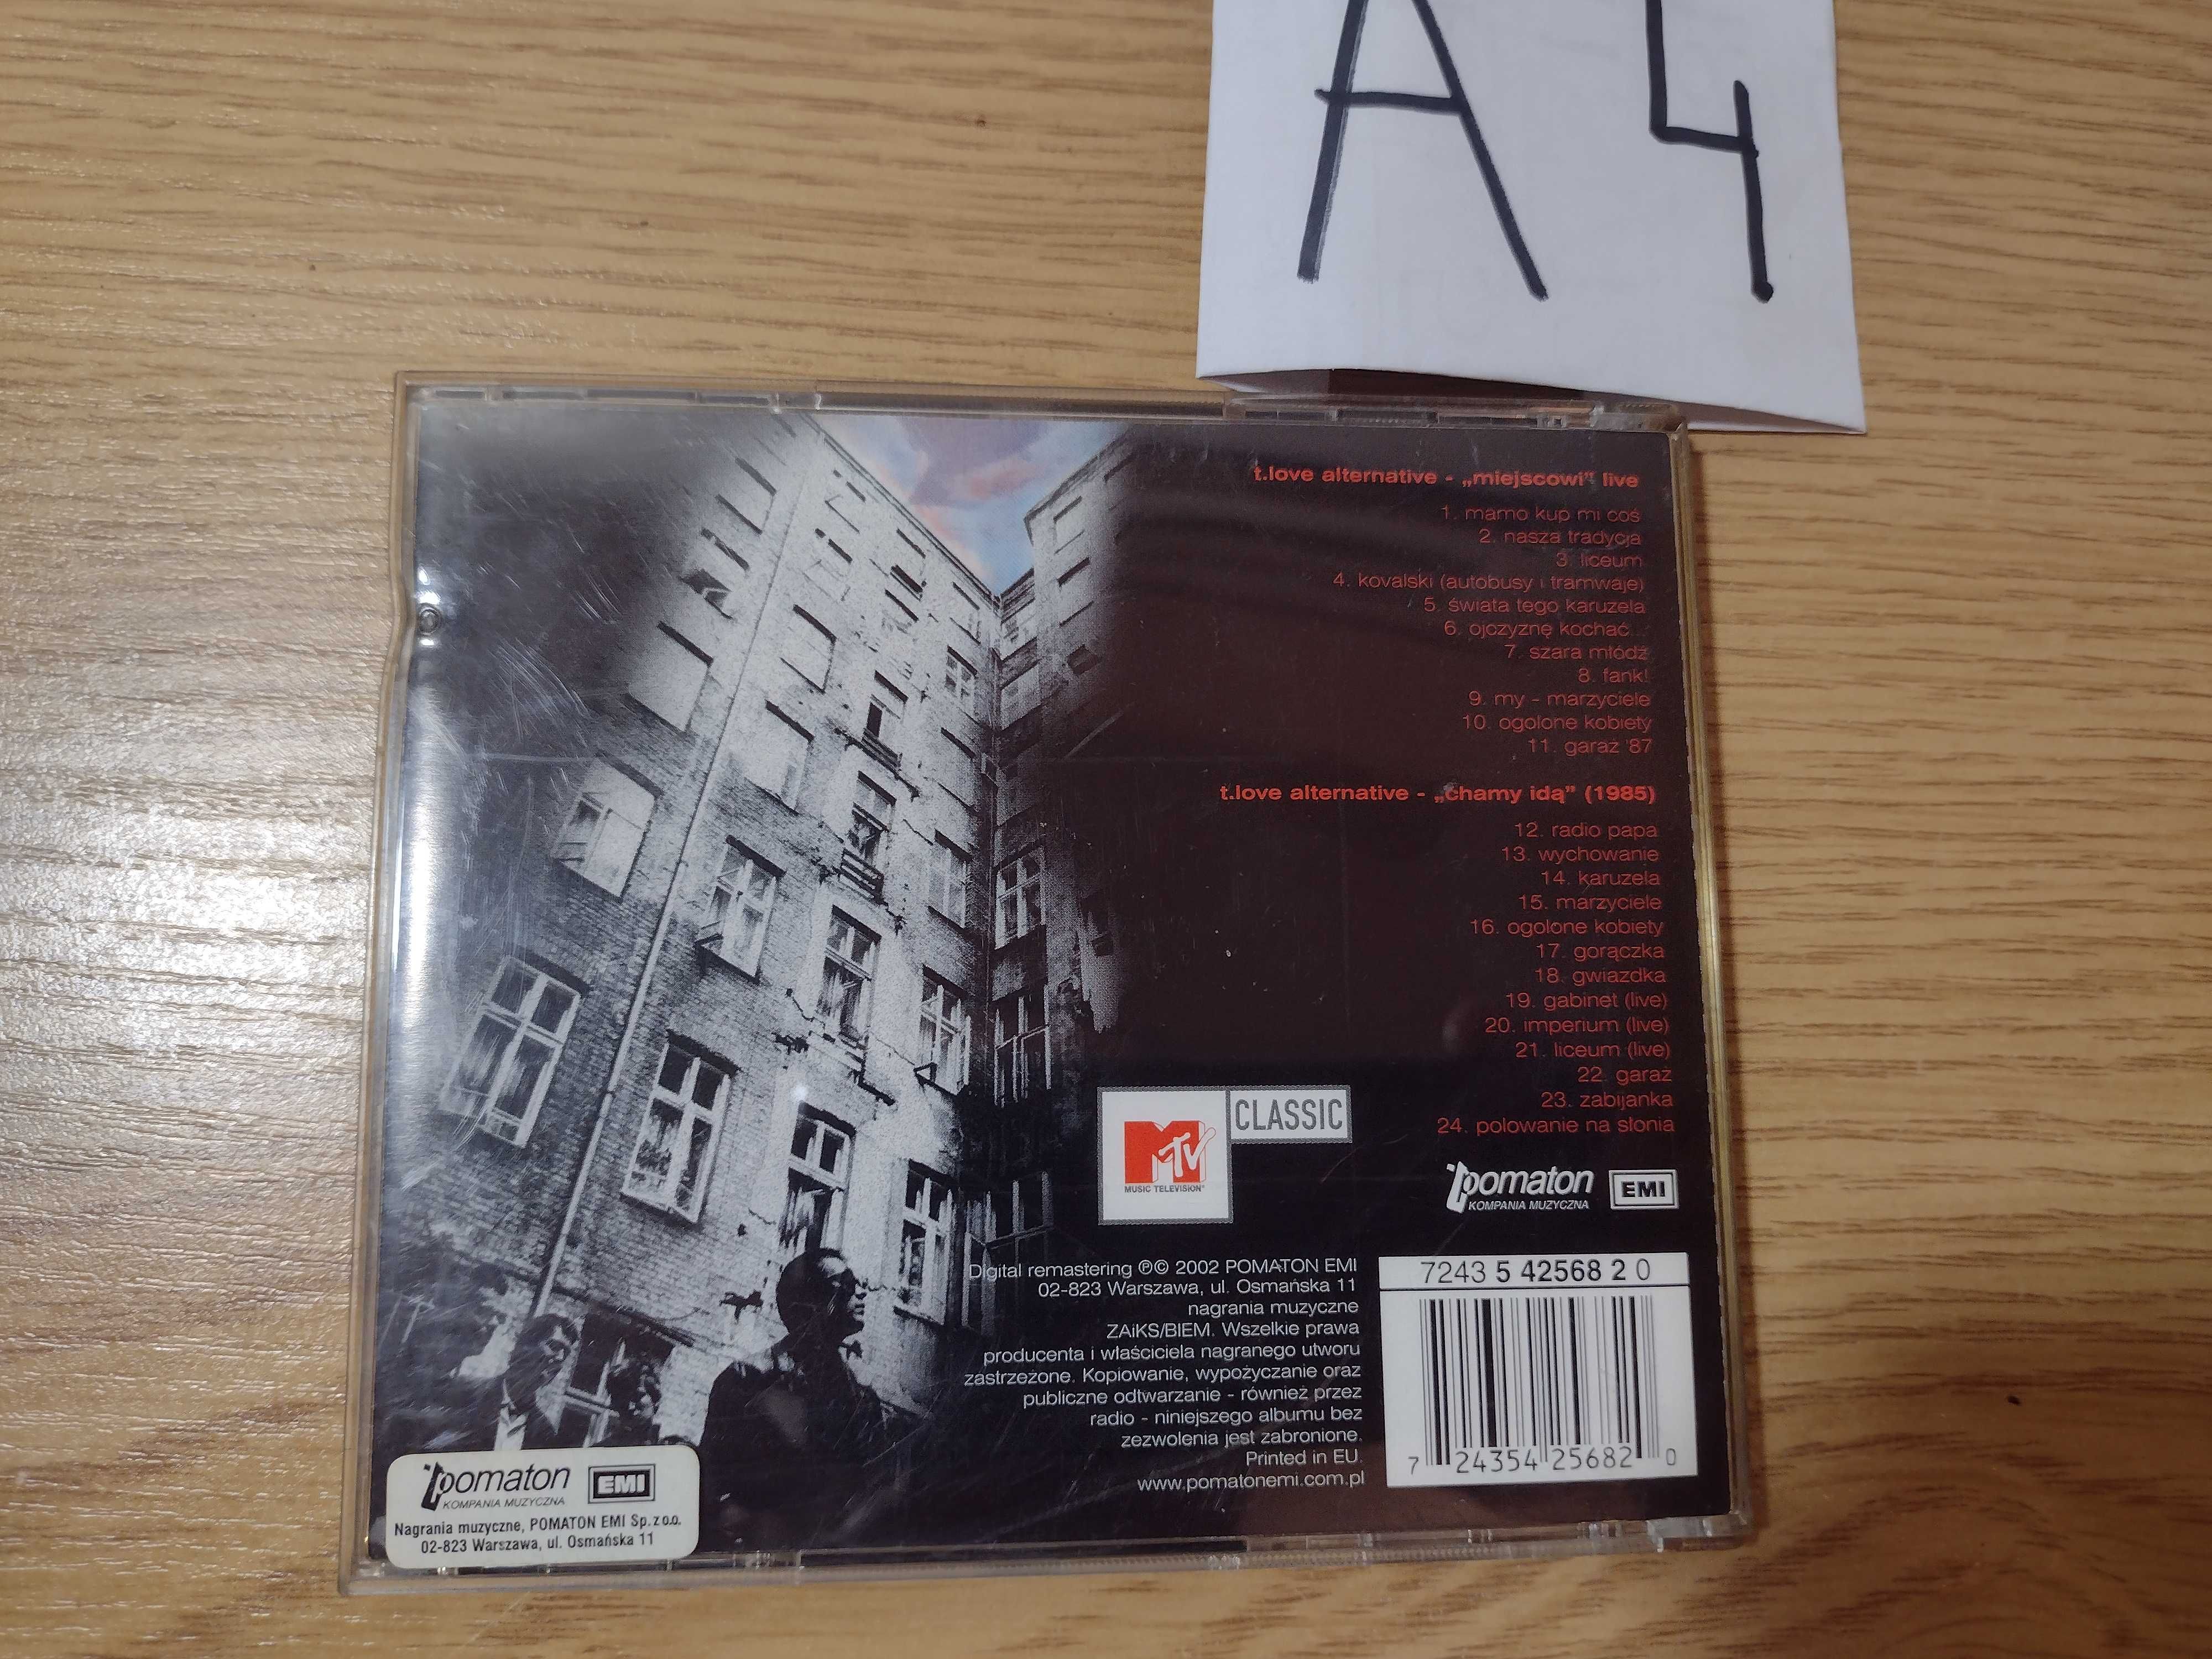 A 4
t.love alternative - „miejscowi" live
1. mamo kup mi coś
2. nasza tradycja
3. liceum
4. kovalski (autobusy i tramwaje)
5. świata tego karuzela
6. ojczyznę kochać...
7. szara młódź
8. fank!
9. my - marzyciele
10. ogolone kobiety
11. garaż '87
t.love alternative - „chamy idą" (1985)
12. radio papa
13. wychowanie
14. karuzela
15. marzyciele
16. ogolone kobiety
17. gorączka
18. gwiazdka
19. gabinet (live)
20. imperium (live)
21. liceum (live)
22. garaż
23. zabijanka
24. polowanie na słonia
MTV
MUSIC TELEVISION®
CLASSIC
pomaton
KOMPANIA MUZYCZNA
EMI
Digital remastering ℗© 2002 POMATON EMI
02-823 Warszawa, ul. Osmańska 11
nagrania muzyczne
ZAiKS/BIEM. Wszelkie prawa
producenta i właściciela nagranego utworu
zastrzeżone. Kopiowanie, wypożyczanie oraz
publiczne odtwarzanie - również przez
radio - niniejszego albumu bez
zezwolenia jest zabronione.
Printed in EU.
www.pomatonemi.com.pl
7243 5 42568 2 0
7 24354 25682 0
pomaton
KOMPANIA MUZYCZNA
EMI
Nagrania muzyczne, POMATON EMI Sp. z o.o.
02-823 Warszawa, ul. Osmańska 11